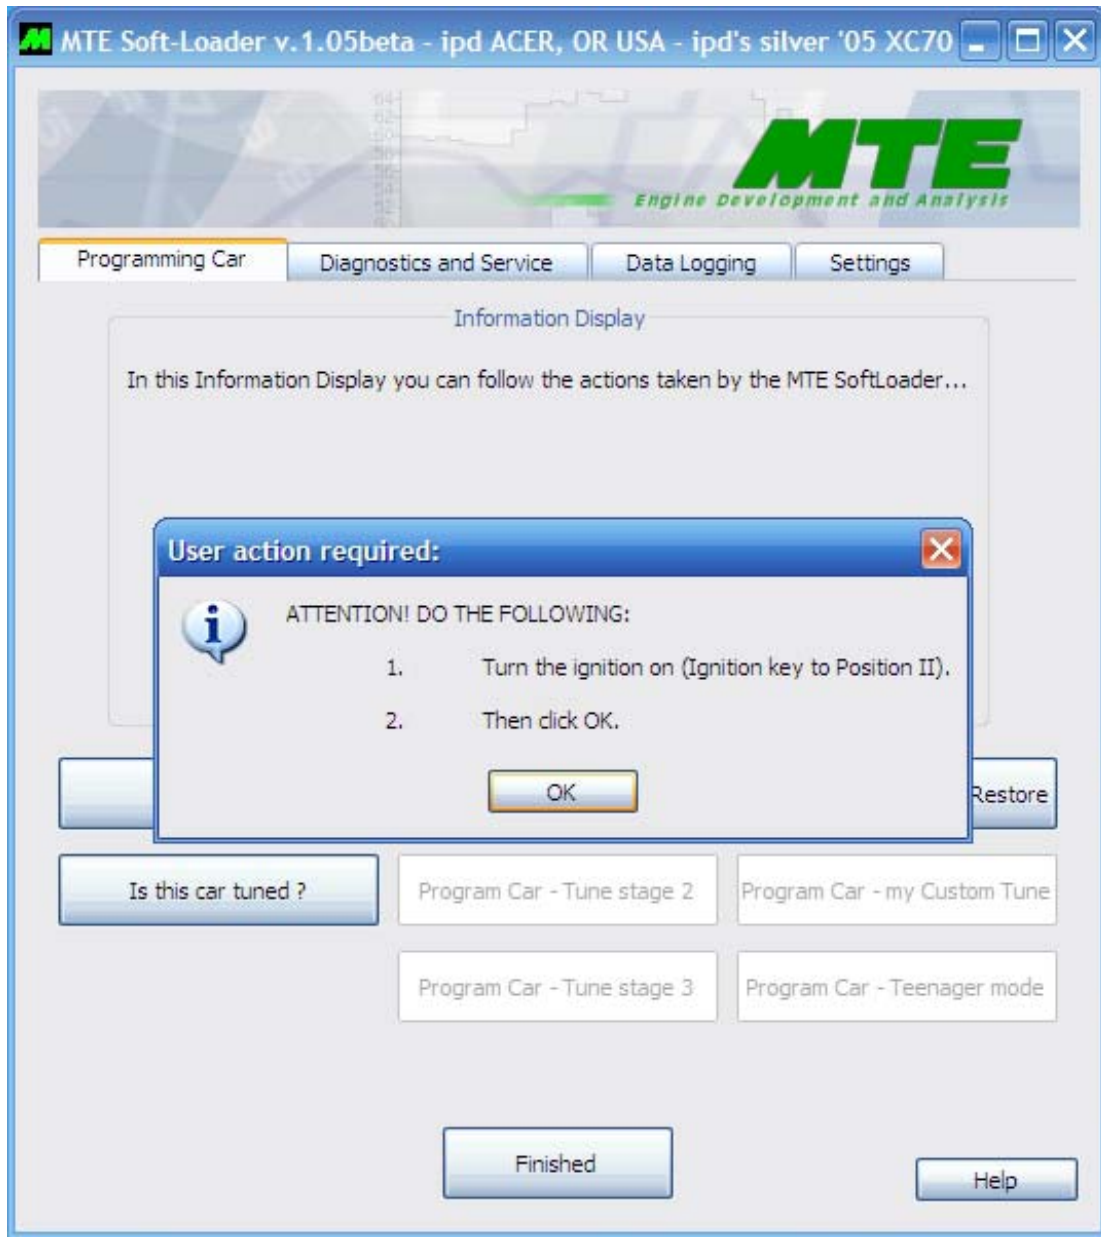 MTE Soft-Loader v.1.05beta - ipd ACER, OR USA - ipd's silver '05 XC70
MTE
Engine Development and Analysis
Programming Car
Diagnostics and Service
Data Logging
Settings
Information Display
In this Information Display you can follow the actions taken by the MTE SoftLoader...
User action required:
ATTENTION! DO THE FOLLOWING:
1. Turn the ignition on (Ignition key to Position II).
2. Then click OK.
OK
Restore
Is this car tuned ?
Program Car - Tune stage 2
Program Car - my Custom Tune
Program Car - Tune stage 3
Program Car - Teenager mode
Finished
Help